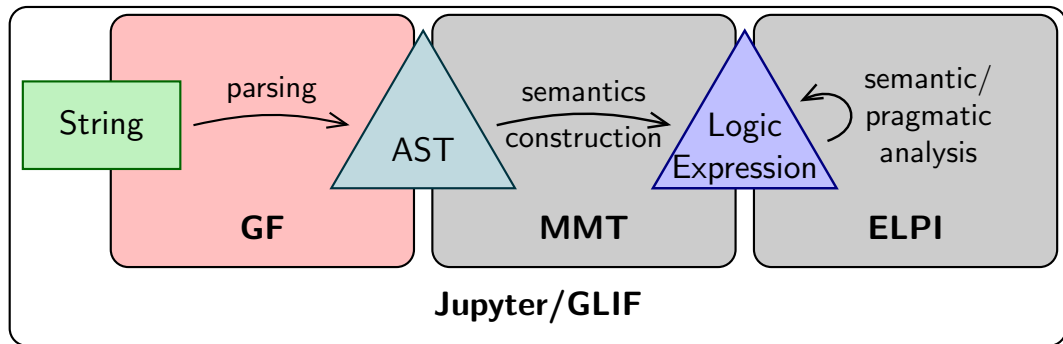 String
parsing
AST
semantics
construction
Logic
Expression
semantic/
pragmatic
analysis
GF
MMT
ELPI
Jupyter/GLIF